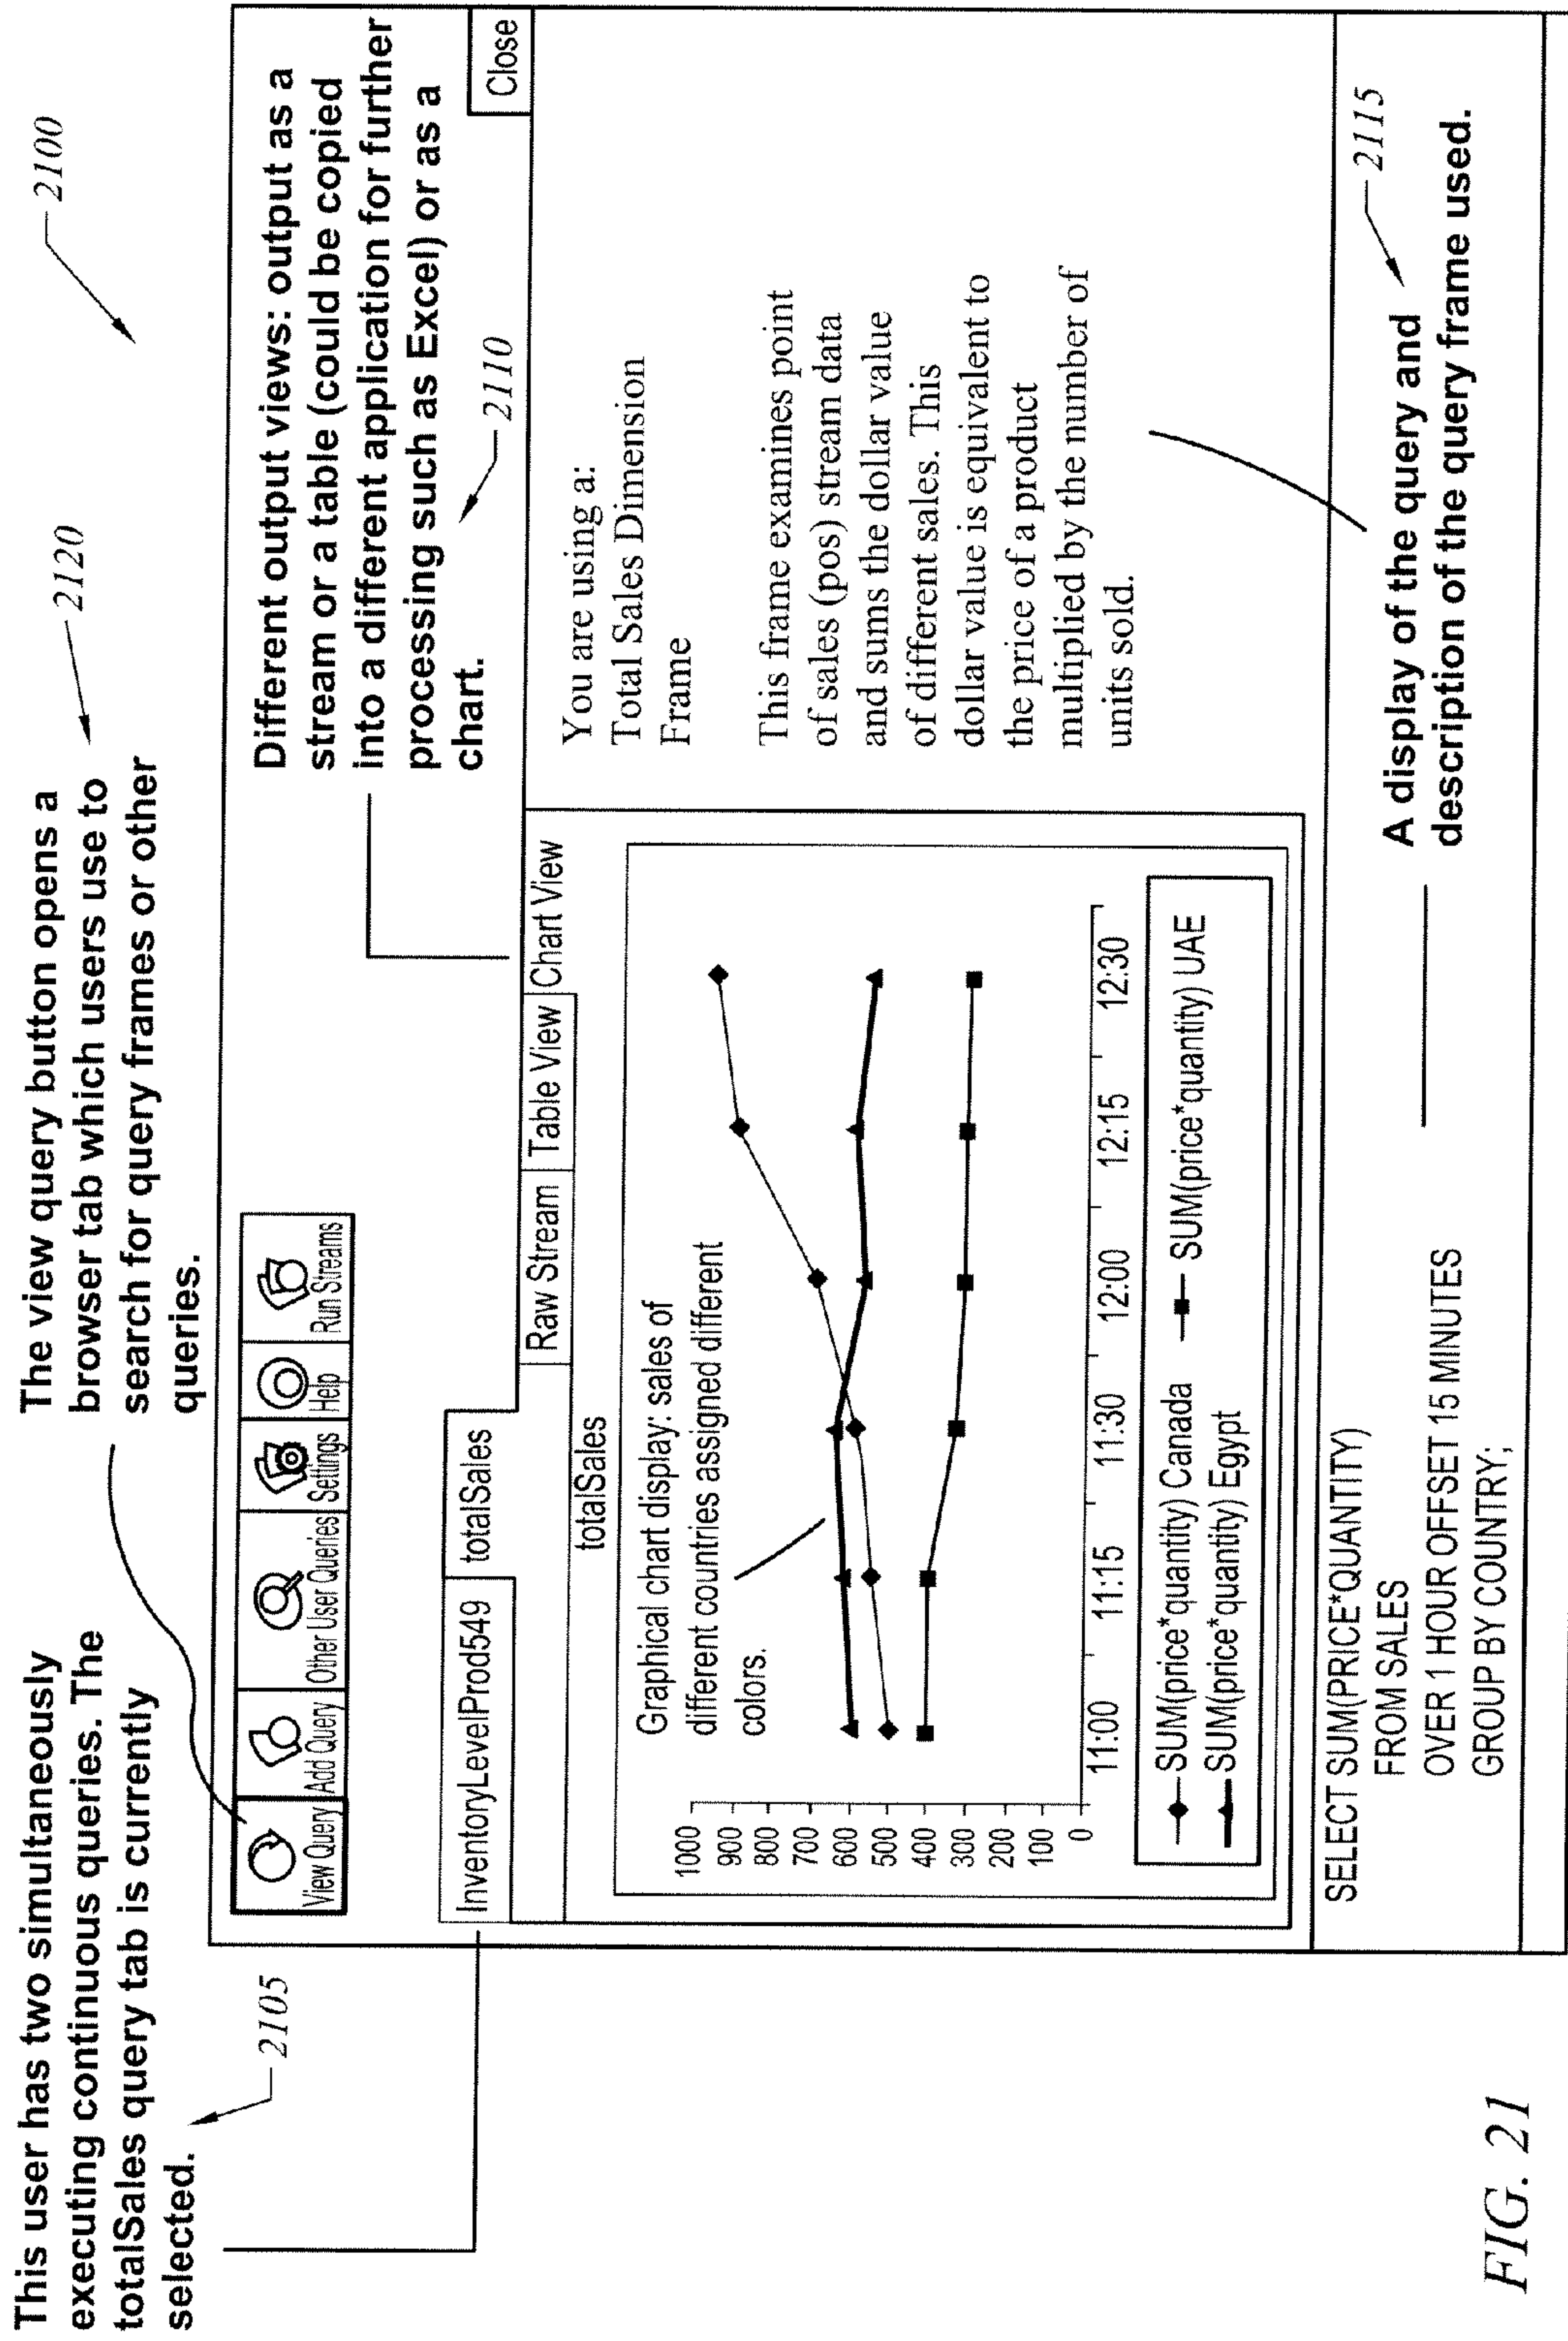 2100
This user has two simultaneously
executing continuous queries. The
totalSales query tab is currently
selected.
2105
The view query button opens a
browser tab which users use to
search for query frames or other
queries.
2120
View Query
Add Query
Other User Queries
Settings
Help
Run Streams
Different output views: output as a
stream or a table (could be copied
into a different application for further
processing such as Excel) or as a
chart.
2110
Close
InventoryLevelProd549
totalSales
Raw Stream
Table View
Chart View
totalSales
Graphical chart display: sales of
different countries assigned different
colors.
1000
900
800
700
600
500
400
300
200
100
0
11:00
11:15
11:30
12:00
12:15
12:30
SUM(price*quantity) Canada
SUM(price*quantity) UAE
SUM(price*quantity) Egypt
You are using a:
Total Sales Dimension
Frame
This frame examines point
of sales (pos) stream data
and sums the dollar value
of different sales. This
dollar value is equivalent to
the price of a product
multiplied by the number of
units sold.
SELECT SUM(PRICE*QUANTITY)
FROM SALES
OVER 1 HOUR OFFSET 15 MINUTES
GROUP BY COUNTRY;
A display of the query and
description of the query frame used.
2115
FIG. 21